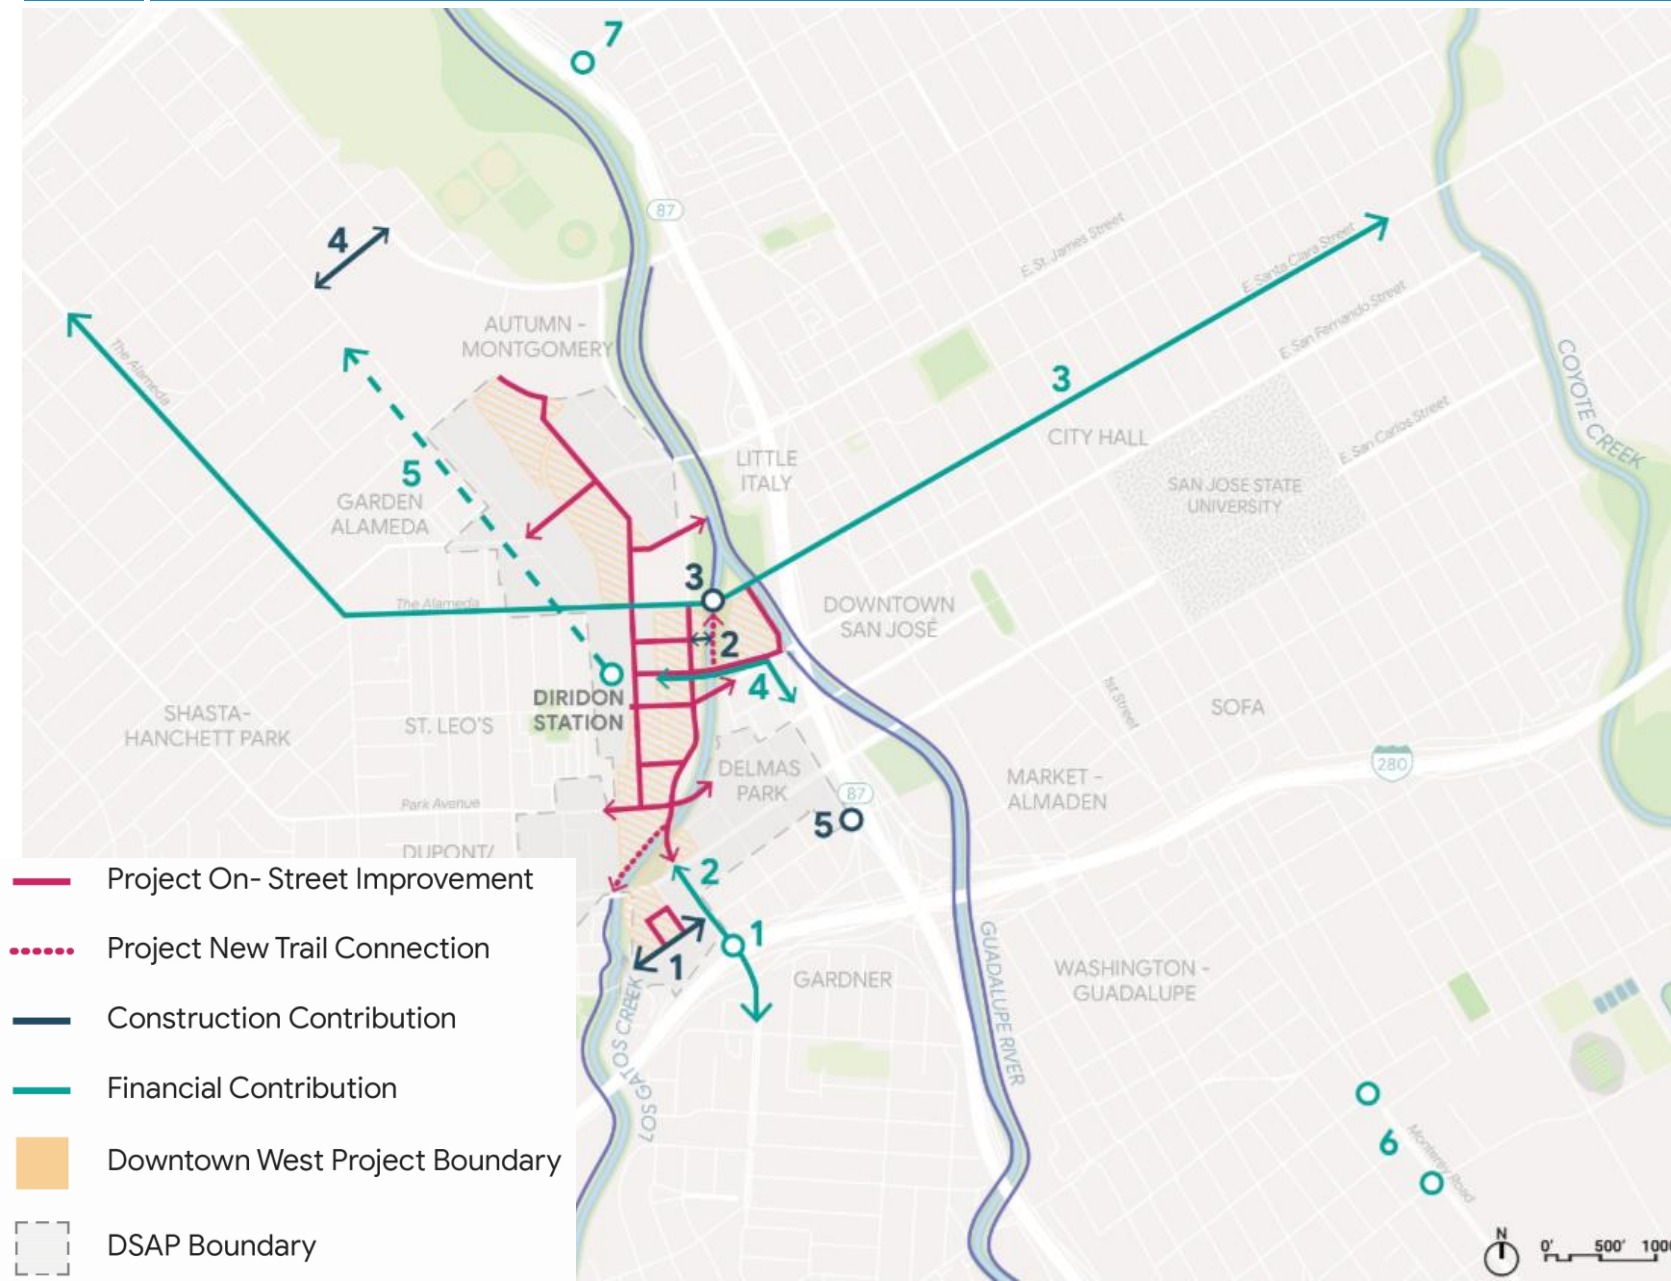 7
87
4
E. St. James Street
E. Santa Clara Street
E. San Fernando Street
E. San Carlos Street
The Alameda
AUTUMN -
MONTGOMERY
COYOTE CREEK
3
CITY HALL
LITTLE
ITALY
5
GARDEN
ALAMEDA
SAN JOSE STATE
UNIVERSITY
3
The Alameda
DOWNTOWN
SAN JOSÉ
2
4
DIRIDON
STATION
SHASTA-
HANCHETT PARK
ST. LEO'S
1st Street
SOFA
280
DELMAS
PARK
MARKET -
ALMADEN
87
5
Park Avenue
DUPONT/
2
1
1
GARDNER
WASHINGTON -
GUADALUPE
GUADALUPE RIVER
LOS GATOS CREEK
6
Monterey Road
Project On- Street Improvement
Project New Trail Connection
Construction Contribution
Financial Contribution
Downtown West Project Boundary
DSAP Boundary
N
0' 500' 1000